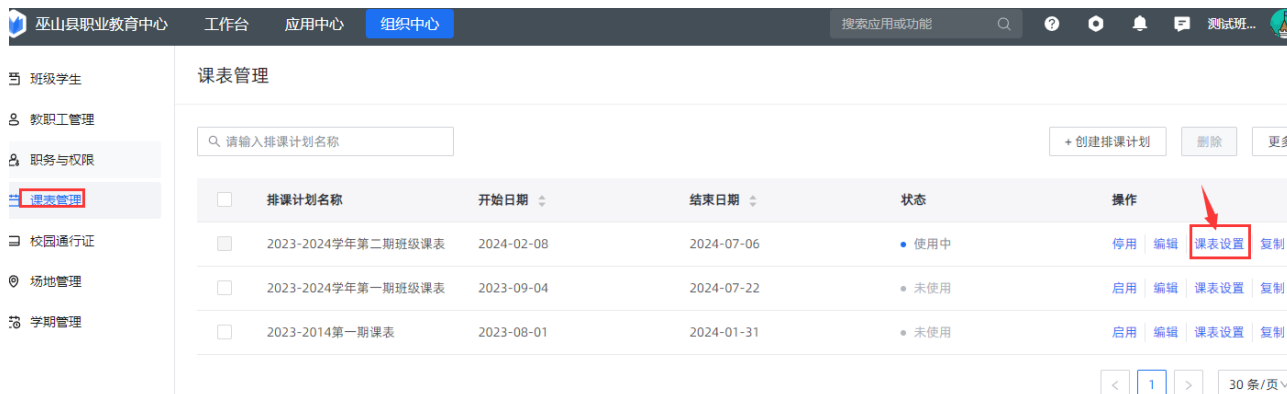 巫山县职业教育中心 工作台 应用中心 组织中心 搜索应用或功能 测试班...
班级学生
教职工管理
职务与权限
课表管理
校园通行证
场地管理
学期管理
课表管理
请输入排课计划名称 + 创建排课计划 删除 更多
排课计划名称 开始日期 结束日期 状态 操作
2023-2024学年第二期班级课表 2024-02-08 2024-07-06 使用中 停用 编辑 课表设置 复制
2023-2024学年第一期班级课表 2023-09-04 2024-07-22 未使用 启用 编辑 课表设置 复制
2023-2014第一期课表 2023-08-01 2024-01-31 未使用 启用 编辑 课表设置 复制
< 1 > 30 条/页